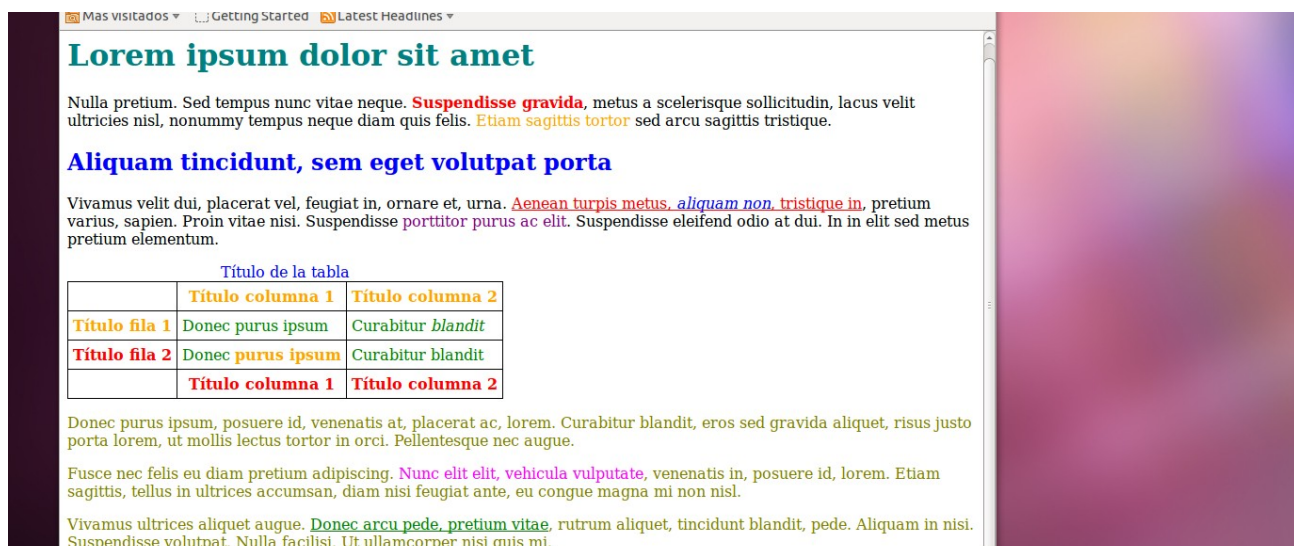 Más visitados Getting Started Latest Headlines
Lorem ipsum dolor sit amet
Nulla pretium. Sed tempus nunc vitae neque. Suspendisse gravida, metus a scelerisque sollicitudin, lacus velit
ultricies nisl, nonummy tempus neque diam quis felis. Etiam sagittis tortor sed arcu sagittis tristique.
Aliquam tincidunt, sem eget volutpat porta
Vivamus velit dui, placerat vel, feugiat in, ornare et, urna. Aenean turpis metus, aliquam non, tristique in, pretium
varius, sapien. Proin vitae nisi. Suspendisse porttitor purus ac elit. Suspendisse eleifend odio at dui. In in elit sed metus
pretium elementum.
Título de la tabla
Título columna 1 Título columna 2
Título fila 1 Donec purus ipsum Curabitur blandit
Título fila 2 Donec purus ipsum Curabitur blandit
Título columna 1 Título columna 2
Donec purus ipsum, posuere id, venenatis at, placerat ac, lorem. Curabitur blandit, eros sed gravida aliquet, risus justo
porta lorem, ut mollis lectus tortor in orci. Pellentesque nec augue.
Fusce nec felis eu diam pretium adipiscing. Nunc elit elit, vehicula vulputate, venenatis in, posuere id, lorem. Etiam
sagittis, tellus in ultrices accumsan, diam nisi feugiat ante, eu congue magna mi non nisl.
Vivamus ultrices aliquet augue. Donec arcu pede, pretium vitae, rutrum aliquet, tincidunt blandit, pede. Aliquam in nisi.
Suspendisse volutpat. Nulla facilisi. Ut ullamcorper nisi quis mi.